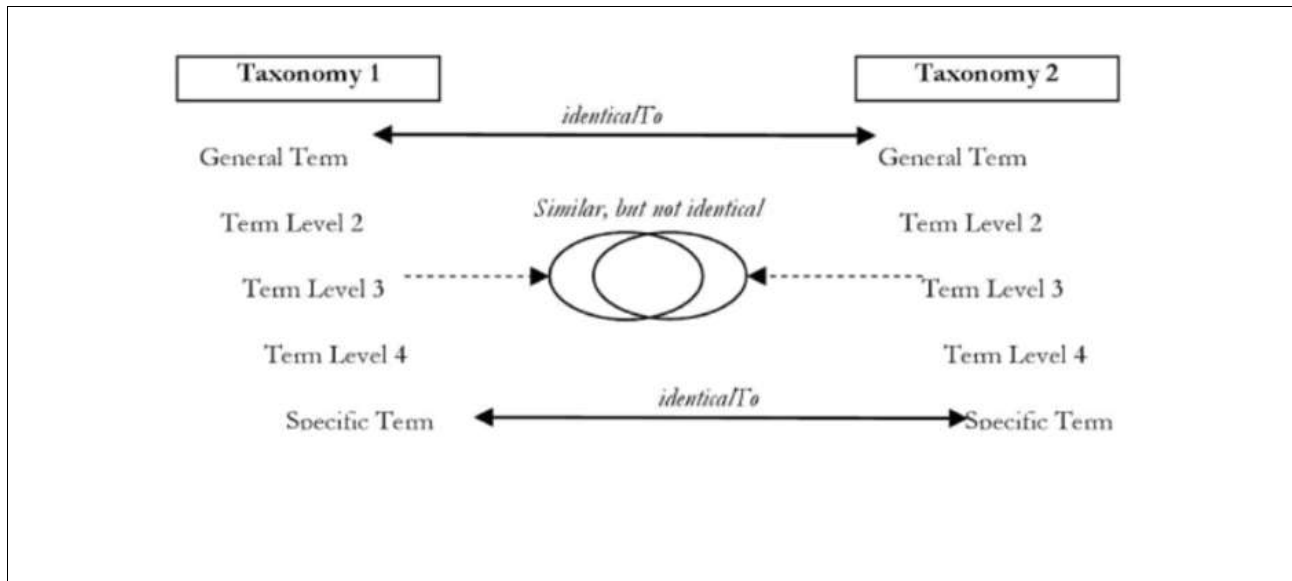 Taxonomy 1
Taxonomy 2
identicalTo
General Term
General Term
Similar, but not identical
Term Level 2
Term Level 2
Term Level 3
Term Level 3
Term Level 4
Term Level 4
identicalTo
Specific Term
Specific Term